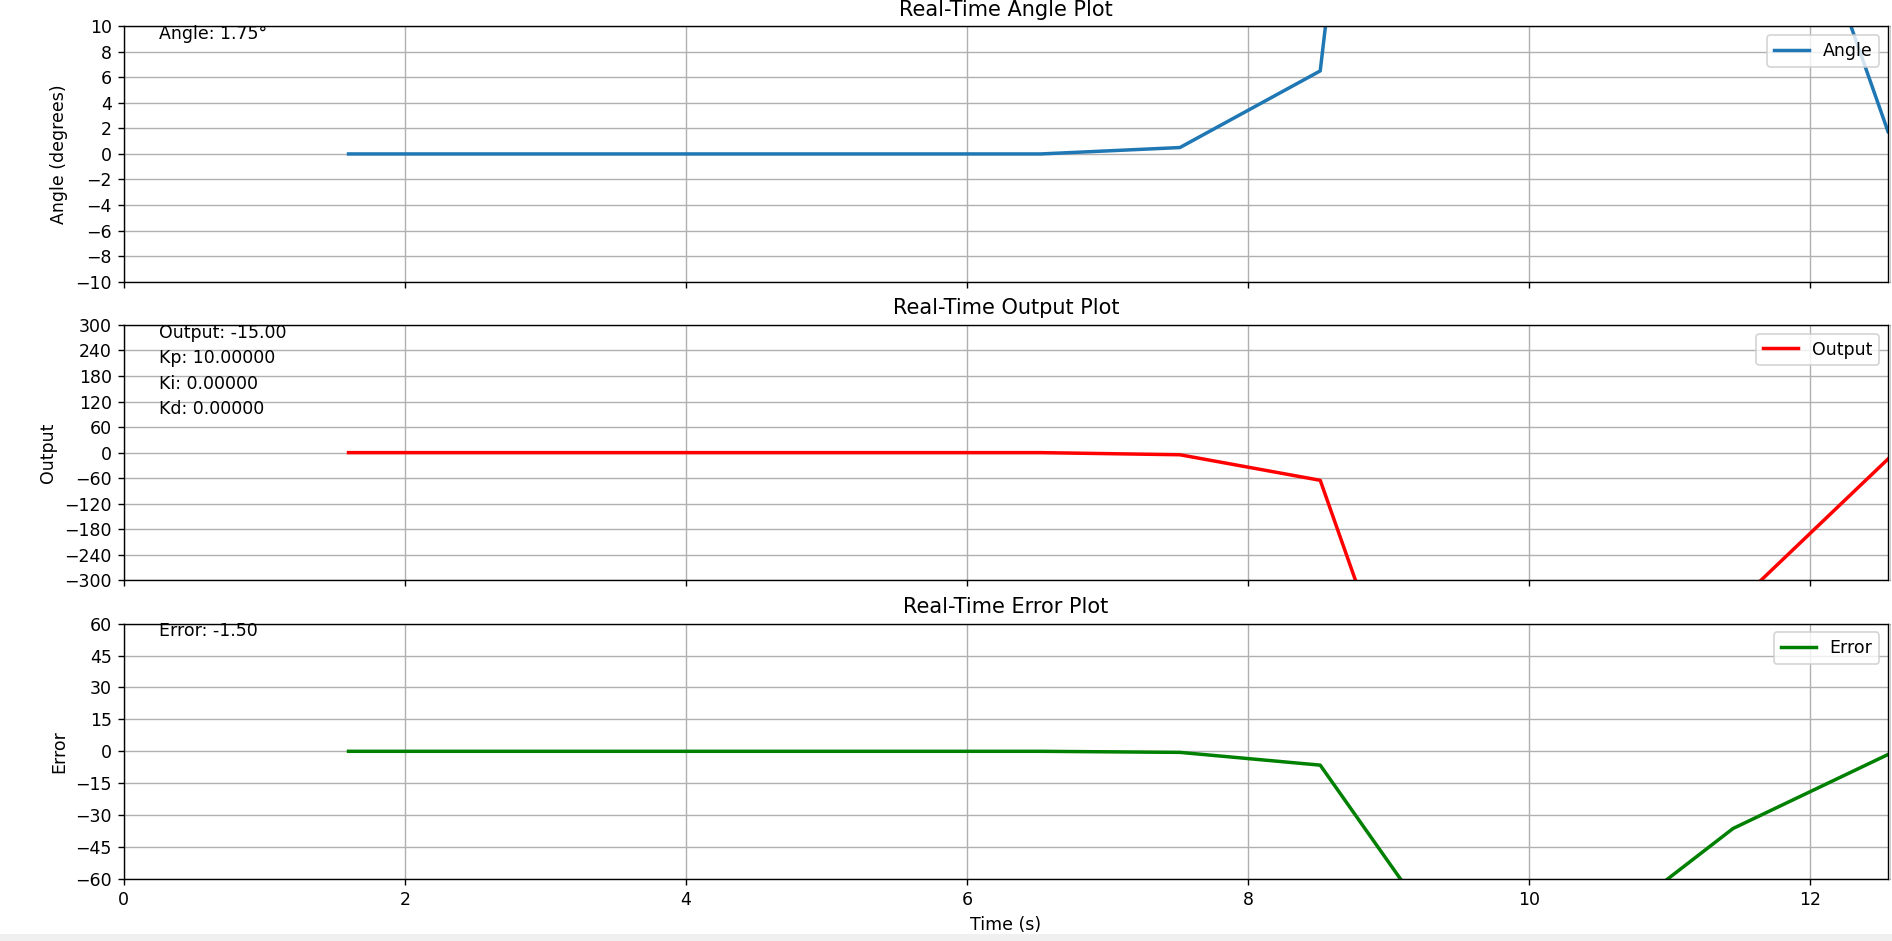 Real-Time Angle Plot
Angle: 1.75°
Angle
Angle (degrees)
10
8
6
4
2
0
−2
−4
−6
−8
−10
Real-Time Output Plot
Output: -15.00
Kp: 10.00000
Ki: 0.00000
Kd: 0.00000
Output
Output
300
240
180
120
60
0
−60
−120
−180
−240
−300
Real-Time Error Plot
Error: -1.50
Error
Error
60
45
30
15
0
−15
−30
−45
−60
0 2 4 6 8 10 12
Time (s)